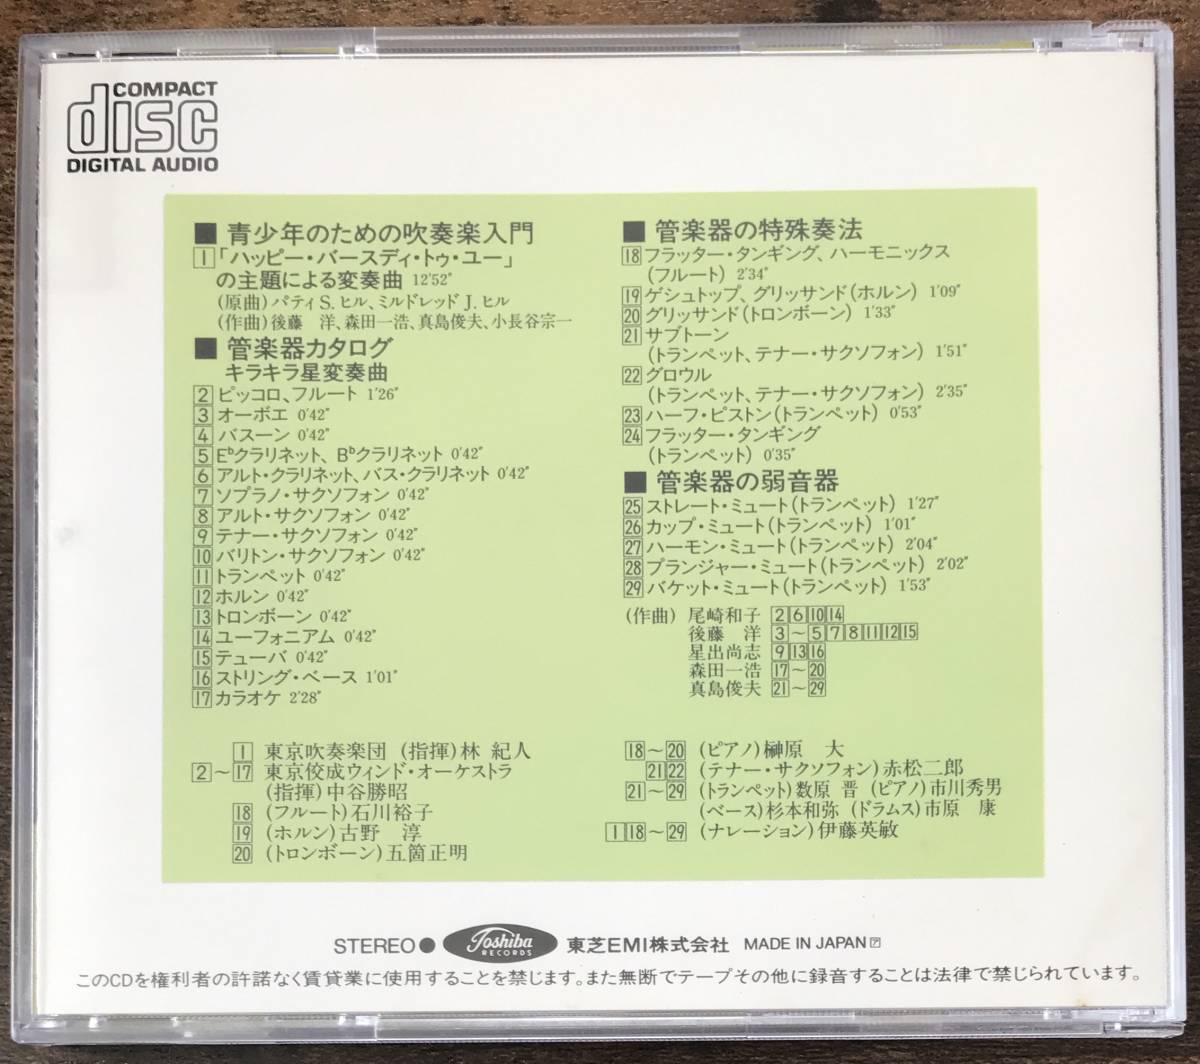 COMPACT
disc
DIGITAL AUDIO
■ 青少年のための吹奏楽入門
1「ハッピー・バースディ・トゥ・ユー」
の主題による変奏曲 12'52"
(原曲)パティ S. ヒル、ミルドレッド J. ヒル
(作曲)後藤 洋、森田一浩、真島俊夫、小長谷宗一
■ 管楽器カタログ
キラキラ星変奏曲
2 ピッコロ、フルート 1'26"
3 オーボエ 0'42"
4 バスーン 0'42"
5 E♭クラリネット、B♭クラリネット 0'42"
6 アルト・クラリネット、バス・クラリネット 0'42"
7 ソプラノ・サクソフォン 0'42"
8 アルト・サクソフォン 0'42"
9 テナー・サクソフォン 0'42"
10 バリトン・サクソフォン 0'42"
11 トランペット 0'42"
12 ホルン 0'42"
13 トロンボーン 0'42"
14 ユーフォニアム 0'42"
15 テューバ 0'42"
16 ストリング・ベース 1'01"
17 カラオケ 2'28"
■ 管楽器の特殊奏法
18 フラッター・タンギング、ハーモニックス
(フルート) 2'34"
19 ゲシュトップ、グリッサンド(ホルン) 1'09"
20 グリッサンド(トロンボーン) 1'33"
21 サブトーン
(トランペット、テナー・サクソフォン) 1'51"
22 グロウル
(トランペット、テナー・サクソフォン) 2'35"
23 ハーフ・ピストン(トランペット) 0'53"
24 フラッター・タンギング
(トランペット) 0'35"
■ 管楽器の弱音器
25 ストレート・ミュート(トランペット) 1'27"
26 カップ・ミュート(トランペット) 1'01"
27 ハーモン・ミュート(トランペット) 2'04"
28 プランジャー・ミュート(トランペット) 2'02"
29 バケット・ミュート(トランペット) 1'53"
(作曲) 尾崎和子 2 6 10 14
後藤 洋 3〜5 7 8 11 12 15
星出尚志 9 13 16
森田一浩 17〜20
真島俊夫 21〜29
1 東京吹奏楽団 (指揮)林 紀人
2〜17 東京佼成ウィンド・オーケストラ
(指揮)中谷勝昭
18 (フルート)石川裕子
19 (ホルン)古野 淳
20 (トロンボーン)五箇正明
18〜20 (ピアノ)榊原 大
21 22 (テナー・サクソフォン)赤松二郎
21〜29 (トランペット)数原 晋 (ピアノ)市川秀男
(ベース)杉本和弥 (ドラムス)市原 康
1 18〜29 (ナレーション)伊藤英敏
STEREO● Toshiba RECORDS 東芝EMI株式会社 MADE IN JAPAN Ⓟ
このCDを権利者の許諾なく賃貸業に使用することを禁じます。また無断でテープその他に録音することは法律で禁じられています。